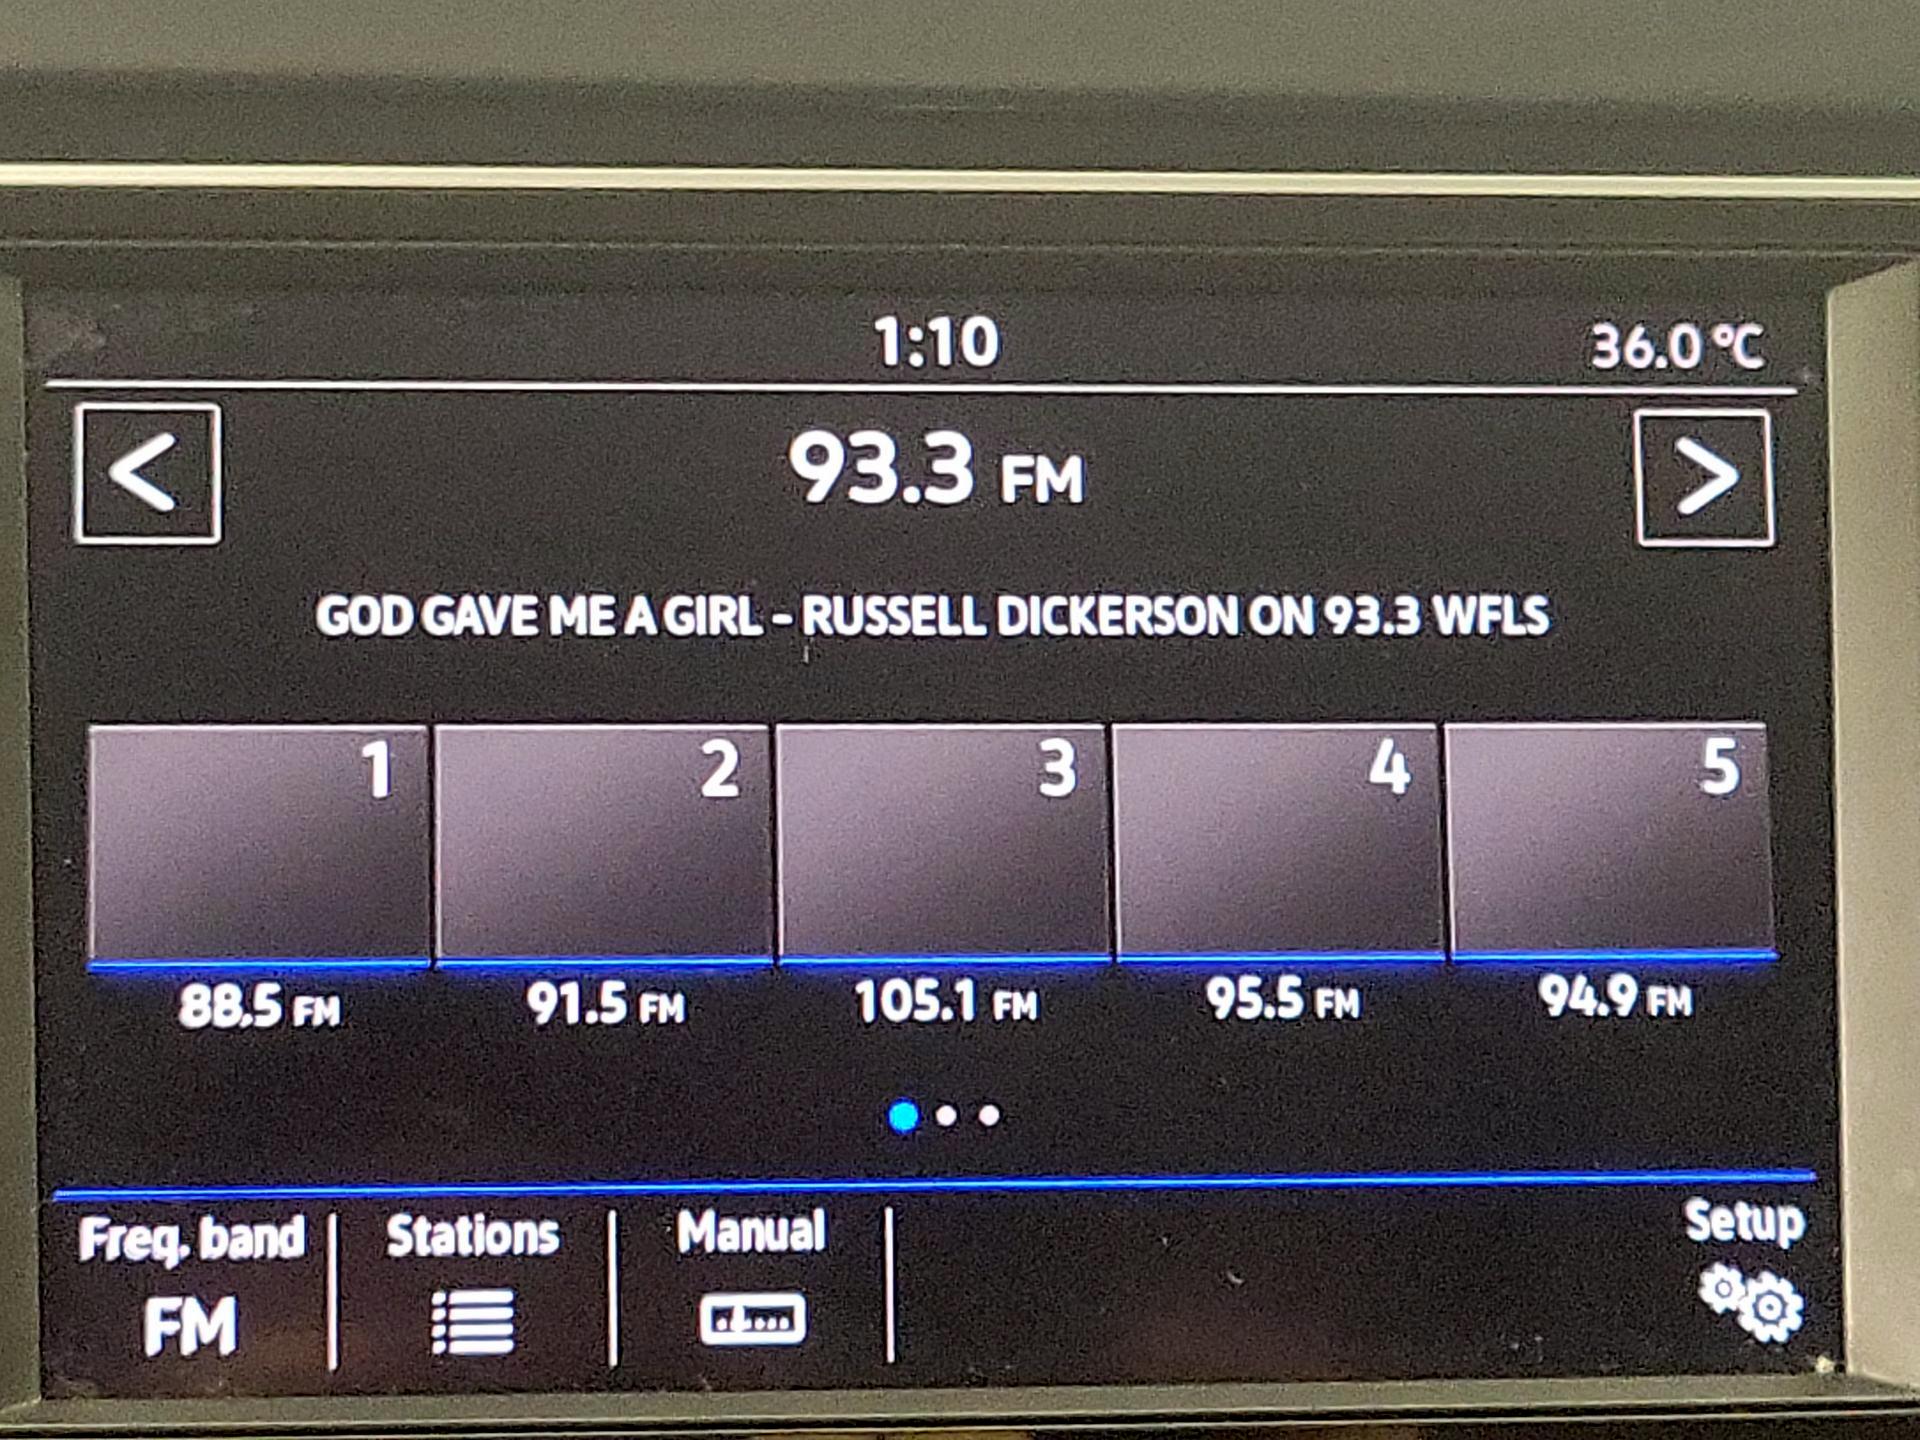 1:10 36.0 °C
< 93.3 FM >
GOD GAVE ME A GIRL - RUSSELL DICKERSON ON 93.3 WFLS
1 2 3 4 5
88.5 FM 91.5 FM 105.1 FM 95.5 FM 94.9 FM
Freq. band Stations Manual Setup
FM